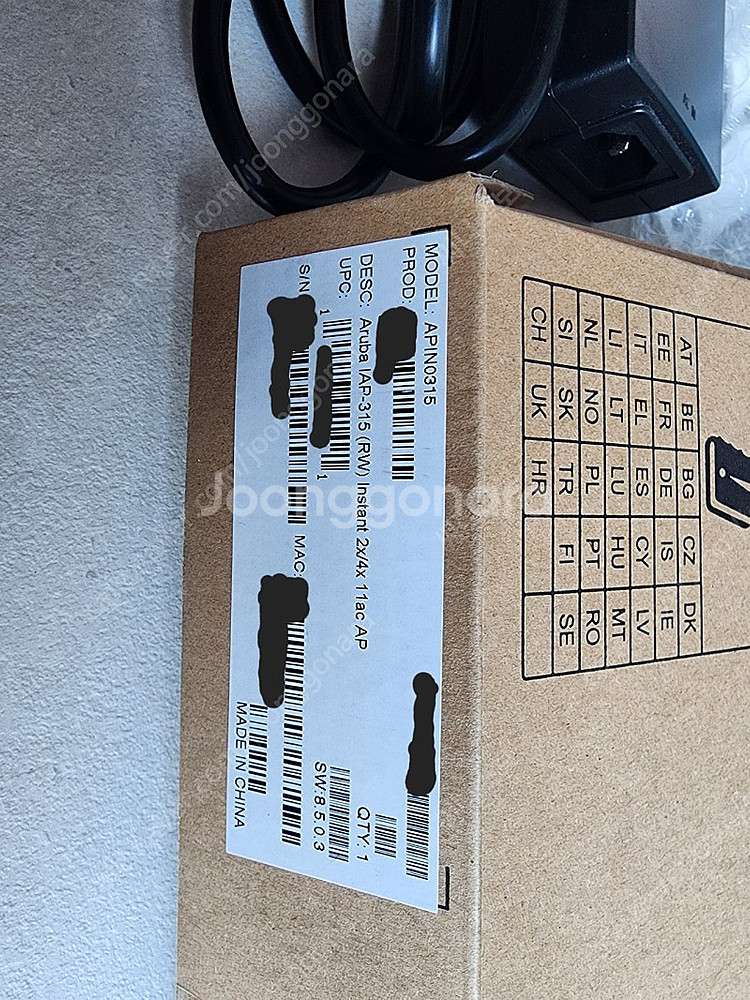 MODEL: APIN0315
PROD:
DESC: Aruba IAP-315 (RW) Instant 2x/4x 11ac AP
UPC:
1
1
S/N
MAC:
QTY: 1
SW:8.5.0.3
MADE IN CHINA
AT BE BG CZ DK
EE FR DE IS IE
IT EL ES CY LV
LI LT LU HU MT
NL NO PL PT RO
SI SK TR FI SE
CH UK HR
Joonggonara